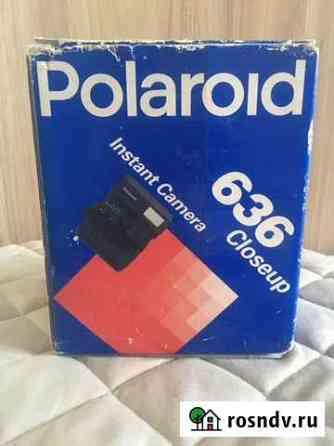 Polaroid
Instant Camera
636
Closeup
rosndv.ru